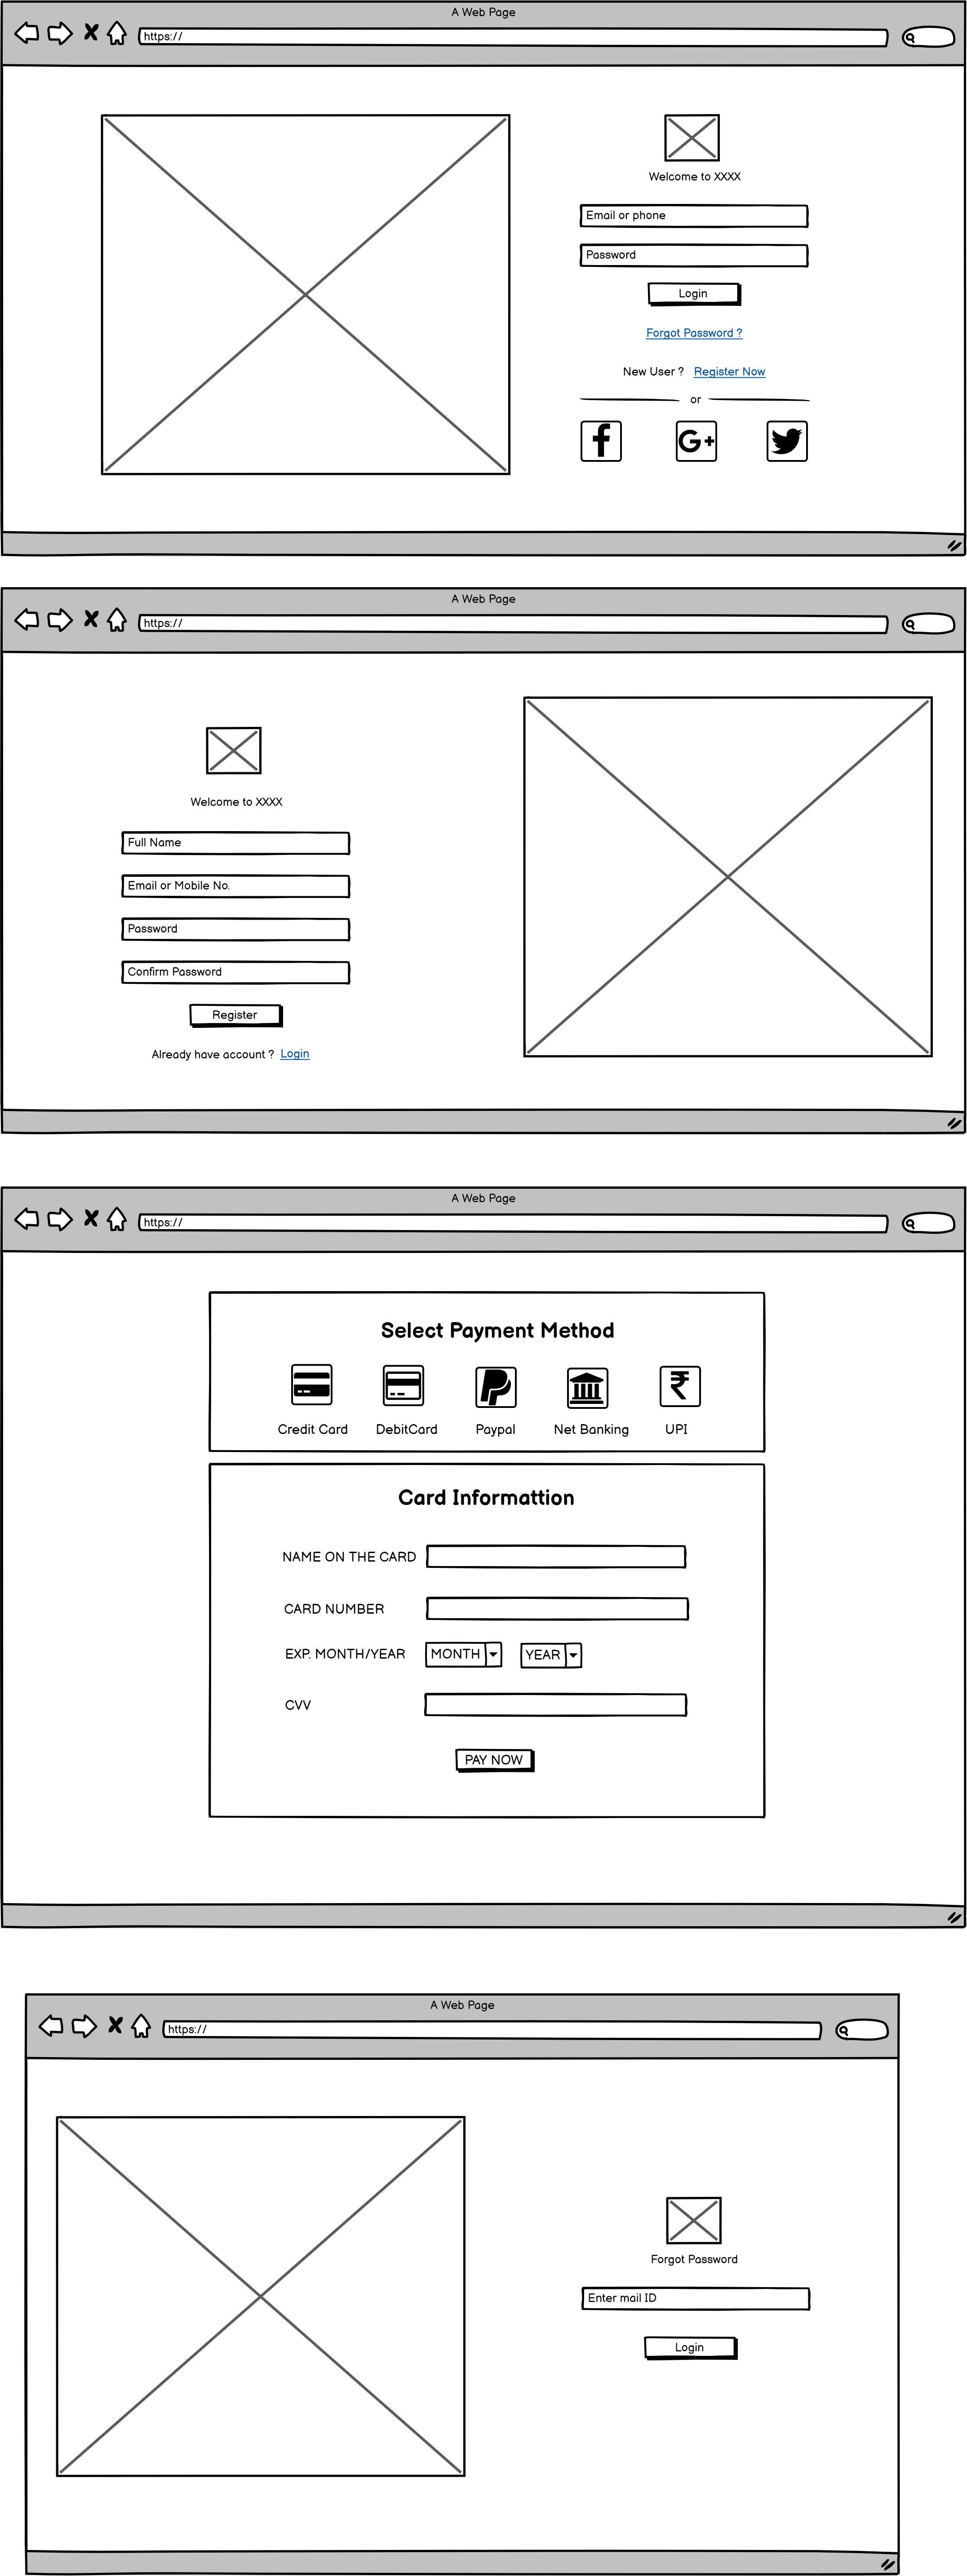 A Web Page
https://
Welcome to XXXX
Email or phone
Password
Login
Forgot Password ?
New User ? Register Now
or
A Web Page
https://
Welcome to XXXX
Full Name
Email or Mobile No.
Password
Confirm Password
Register
Already have account ? Login
A Web Page
https://
Select Payment Method
Credit Card DebitCard Paypal Net Banking UPI
Card Informattion
NAME ON THE CARD
CARD NUMBER
EXP. MONTH/YEAR MONTH YEAR
CVV
PAY NOW
A Web Page
https://
Forgot Password
Enter mail ID
Login